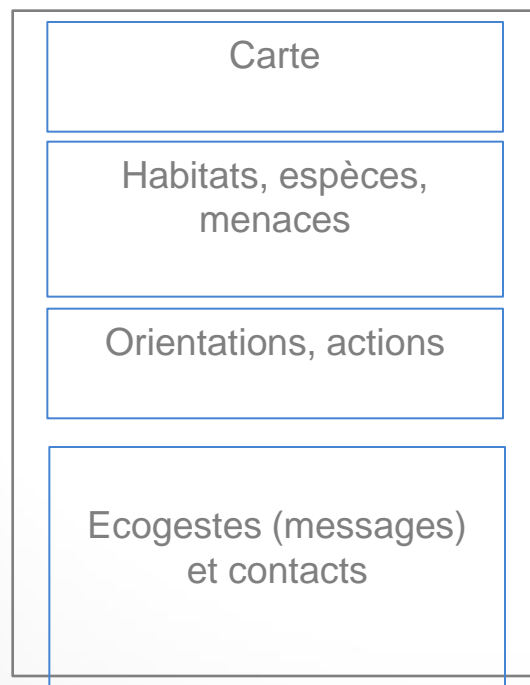 Carte
Habitats, espèces,
menaces
Orientations, actions
Ecogestes (messages)
et contacts